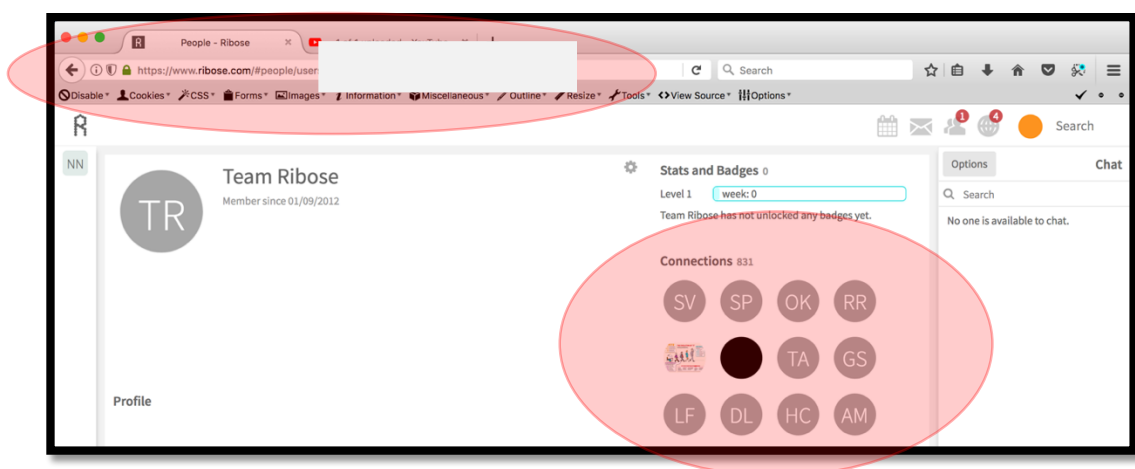 R People - Ribose ×
https://www.ribose.com/#people/user
Search
Disable Cookies CSS Forms Images Information Miscellaneous Outline Resize Tools View Source Options
R
1
4
Search
NN
TR
Team Ribose
Member since 01/09/2012
Stats and Badges 0
Level 1 week: 0
Team Ribose has not unlocked any badges yet.
Connections 831
SV SP OK RR
TA GS
LF DL HC AM
Profile
Options Chat
Search
No one is available to chat.